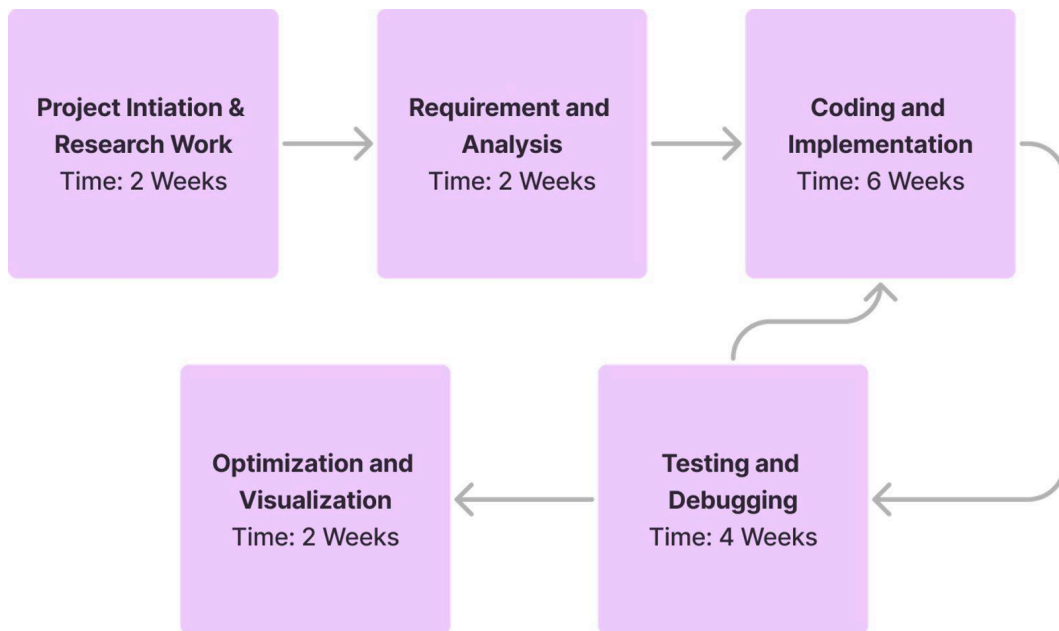 Project Intiation &
Research Work
Time: 2 Weeks
Requirement and
Analysis
Time: 2 Weeks
Coding and
Implementation
Time: 6 Weeks
Optimization and
Visualization
Time: 2 Weeks
Testing and
Debugging
Time: 4 Weeks